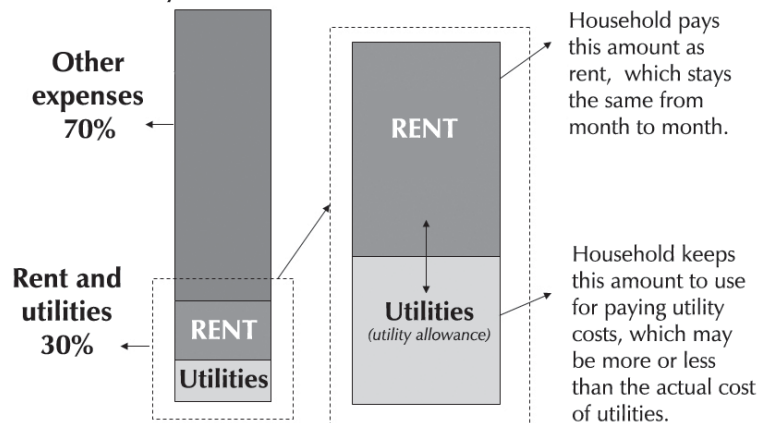 Other
expenses
70%
Rent and
utilities
30%
RENT
Utilities
RENT
Utilities
(utility allowance)
Household pays
this amount as
rent, which stays
the same from
month to month.
Household keeps
this amount to use
for paying utility
costs, which may
be more or less
than the actual cost
of utilities.